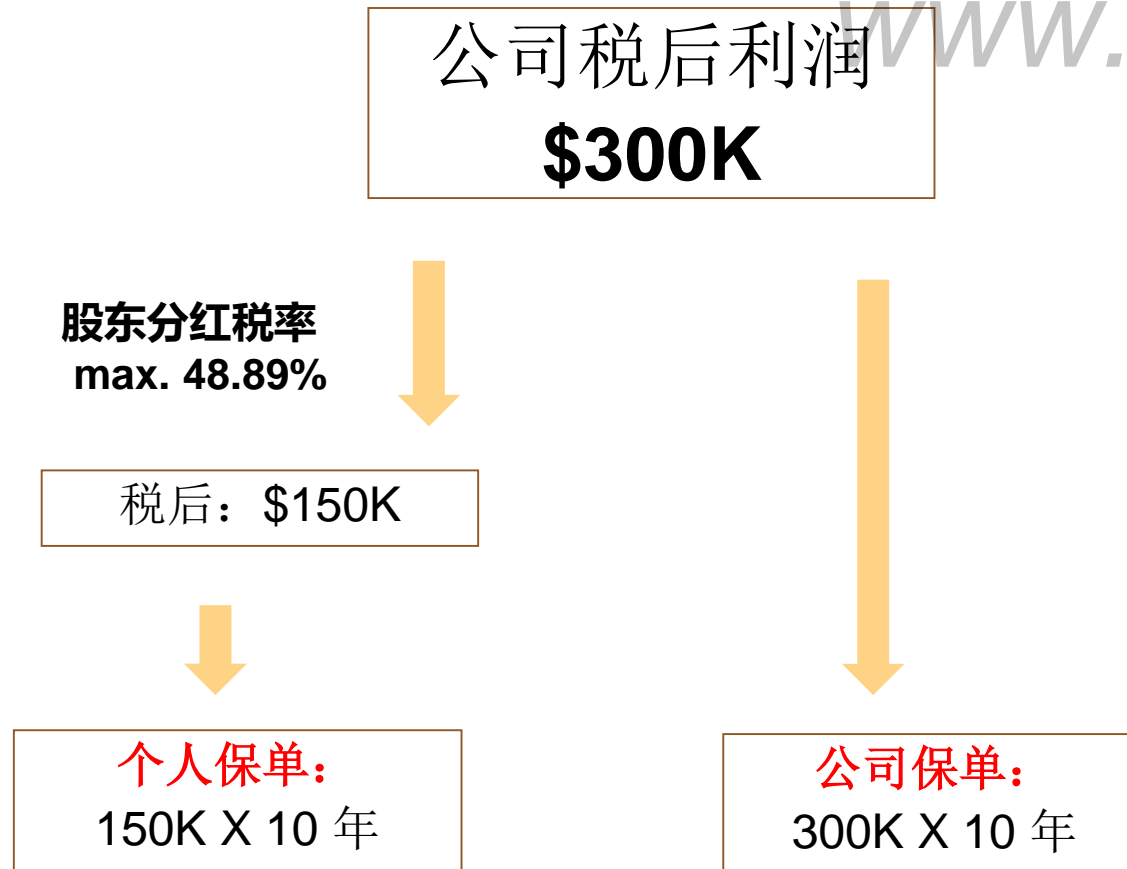 www.
公司税后利润
$300K
股东分红税率
max. 48.89%
税后：$150K
个人保单：
150K X 10 年
公司保单：
300K X 10 年